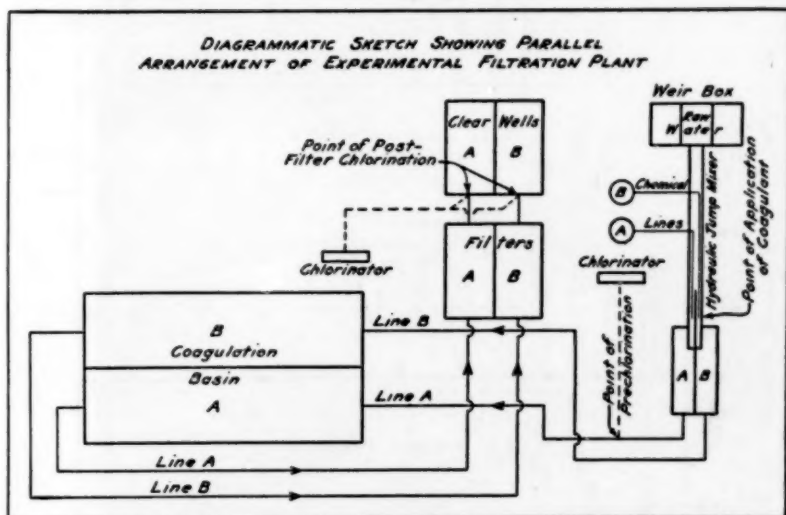 DIAGRAMMATIC SKETCH SHOWING PARALLEL
ARRANGEMENT OF EXPERIMENTAL FILTRATION PLANT
Weir Box
Raw
Water
Clear Wells
A B
Point of Post-
Filter Chlorination
B Chemical
A Lines
Hydraulic Jump Mixer
Point of Application
of Coagulant
Chlorinator
Filters
A B
Chlorinator
B
Coagulation
Basin
A
Line B
Line A
Point of
Prechlorination
A B
Line A
Line B